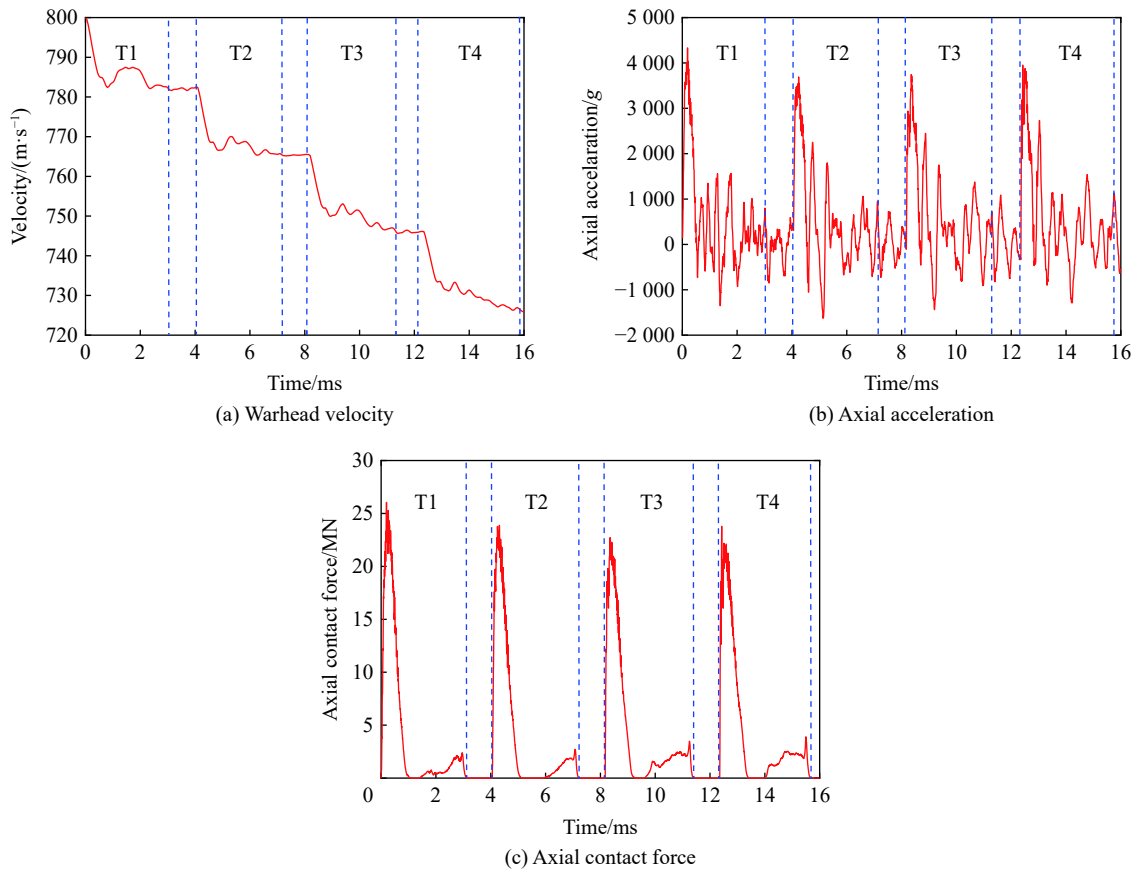 800
790
780
770
760
750
740
730
720
Velocity/(m·s⁻¹)
T1
T2
T3
T4
0
2
4
6
8
10
12
14
16
Time/ms
(a) Warhead velocity
5 000
4 000
3 000
2 000
1 000
0
−1 000
−2 000
Axial accelaration/g
T1
T2
T3
T4
0
2
4
6
8
10
12
14
16
Time/ms
(b) Axial acceleration
30
25
20
15
10
5
Axial contact force/MN
T1
T2
T3
T4
0
2
4
6
8
10
12
14
16
Time/ms
(c) Axial contact force